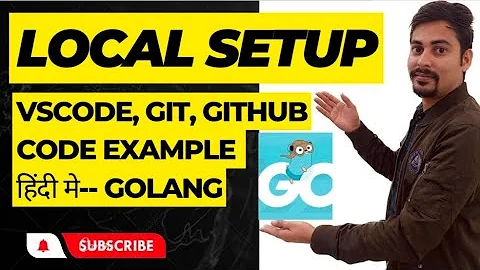 LOCAL SETUP
VSCODE, GIT, GITHUB
CODE EXAMPLE
हिंदी मे-- GOLANG
GO
SUBSCRIBE